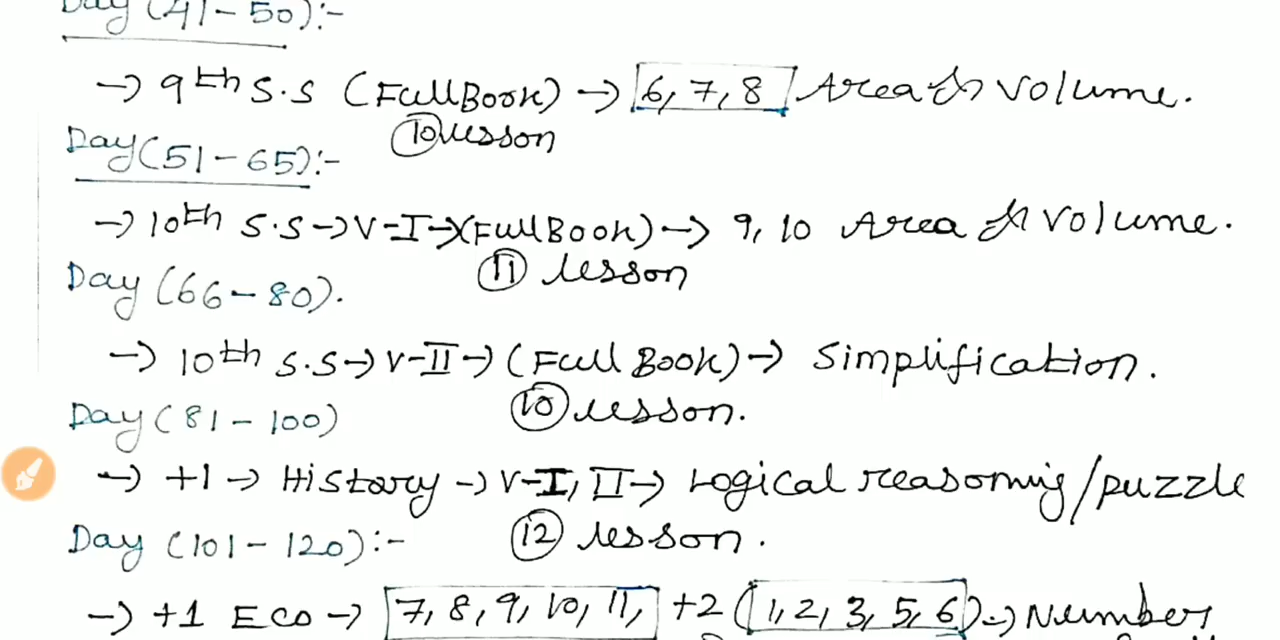 Day (41-50):-
→ 9th S.S (Full Book) → 6, 7, 8 Area & Volume.
10 lesson
Day (51-65):-
→ 10th S.S → V-I → (Full Book) → 9, 10 Area & Volume.
11 lesson
Day (66-80).
→ 10th S.S → V-II → (Full Book) → Simplification.
10 lesson.
Day (81-100)
→ +1 → History → V-I, II → Logical reasoning/puzzle
12 lesson.
Day (101-120):-
→ +1 Eco → 7, 8, 9, 10, 11, +2 (1, 2, 3, 5, 6) → Number